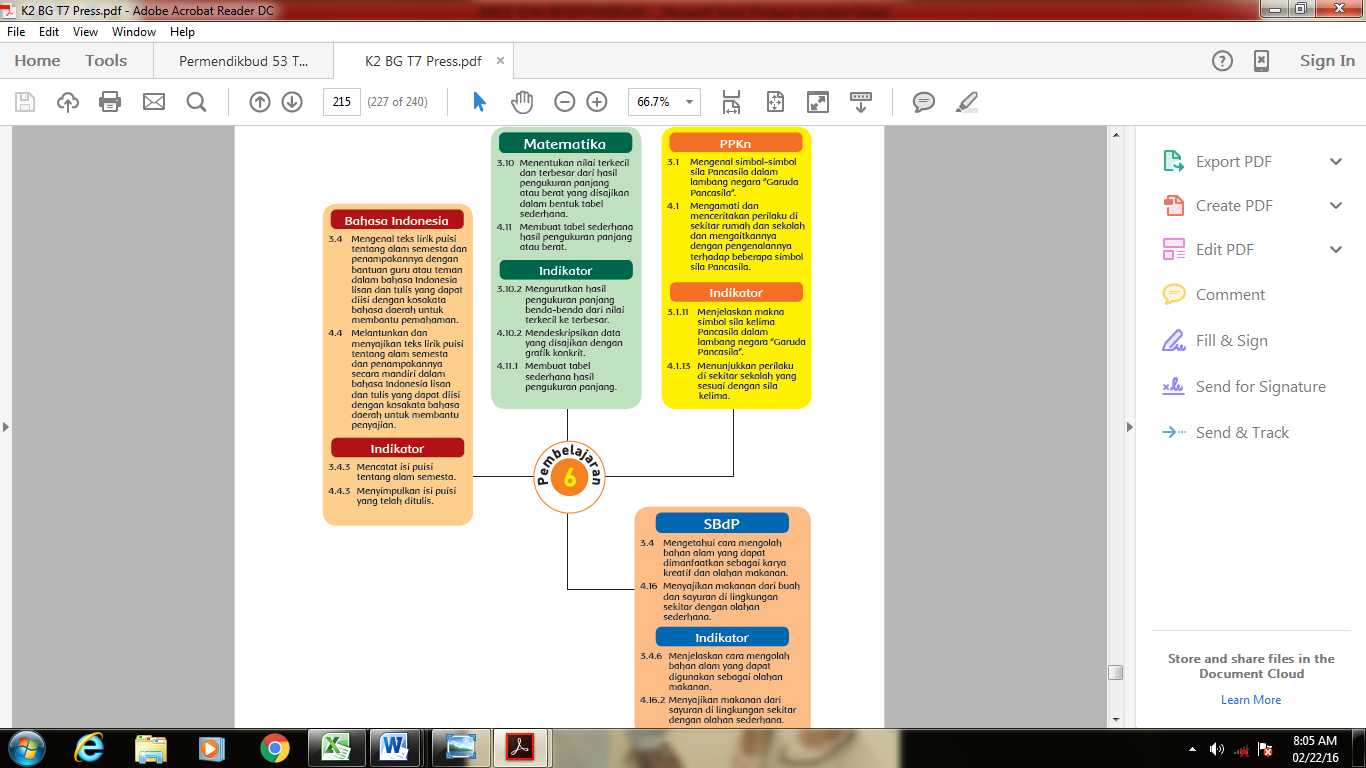 K2 BG T7 Press.pdf - Adobe Acrobat Reader DC
File Edit View Window Help
Home Tools Permendikbud 53 T... K2 BG T7 Press.pdf × Sign In
215 (227 of 240) 66.7%
Bahasa Indonesia
3.4 Mengenal teks lirik puisi
tentang alam semesta dan
penampakannya dengan
bantuan guru atau teman
dalam bahasa Indonesia
lisan dan tulis yang dapat
diisi dengan kosakata
bahasa daerah untuk
membantu pemahaman.
4.4 Melantunkan dan
menyajikan teks lirik puisi
tentang alam semesta
dan penampakannya
secara mandiri dalam
bahasa Indonesia lisan
dan tulis yang dapat diisi
dengan kosakata bahasa
daerah untuk membantu
penyajian.
Indikator
3.4.3 Mencatat isi puisi
tentang alam semesta.
4.4.3 Menyimpulkan isi puisi
yang telah ditulis.
Matematika
3.10 Menentukan nilai terkecil
dan terbesar dari hasil
pengukuran panjang
atau berat yang disajikan
dalam bentuk tabel
sederhana.
4.11 Membuat tabel sederhana
hasil pengukuran panjang
atau berat.
Indikator
3.10.2 Mengurutkan hasil
pengukuran panjang
benda-benda dari nilai
terkecil ke terbesar.
4.10.2 Mendeskripsikan data
yang disajikan dengan
grafik konkrit.
4.11.1 Membuat tabel
sederhana hasil
pengukuran panjang.
PPKn
3.1 Mengenal simbol-simbol
sila Pancasila dalam
lambang negara “Garuda
Pancasila”.
4.1 Mengamati dan
menceritakan perilaku di
sekitar rumah dan sekolah
dan mengaitkannya
dengan pengenalannya
terhadap beberapa simbol
sila Pancasila.
Indikator
3.1.11 Menjelaskan makna
simbol sila kelima
Pancasila dalam
lambang negara “Garuda
Pancasila”.
4.1.13 Menunjukkan perilaku
di sekitar sekolah yang
sesuai dengan sila
kelima.
Pembelajaran
6
SBdP
3.4 Mengetahui cara mengolah
bahan alam yang dapat
dimanfaatkan sebagai karya
kreatif dan olahan makanan.
4.16 Menyajikan makanan dari buah
dan sayuran di lingkungan
sekitar dengan olahan
sederhana.
Indikator
3.4.6 Menjelaskan cara mengolah
bahan alam yang dapat
digunakan sebagai olahan
makanan.
4.16.2 Menyajikan makanan dari
sayuran di lingkungan sekitar
dengan olahan sederhana.
Export PDF
Create PDF
Edit PDF
Comment
Fill & Sign
Send for Signature
Send & Track
Store and share files in the
Document Cloud
Learn More
8:05 AM
02/22/16